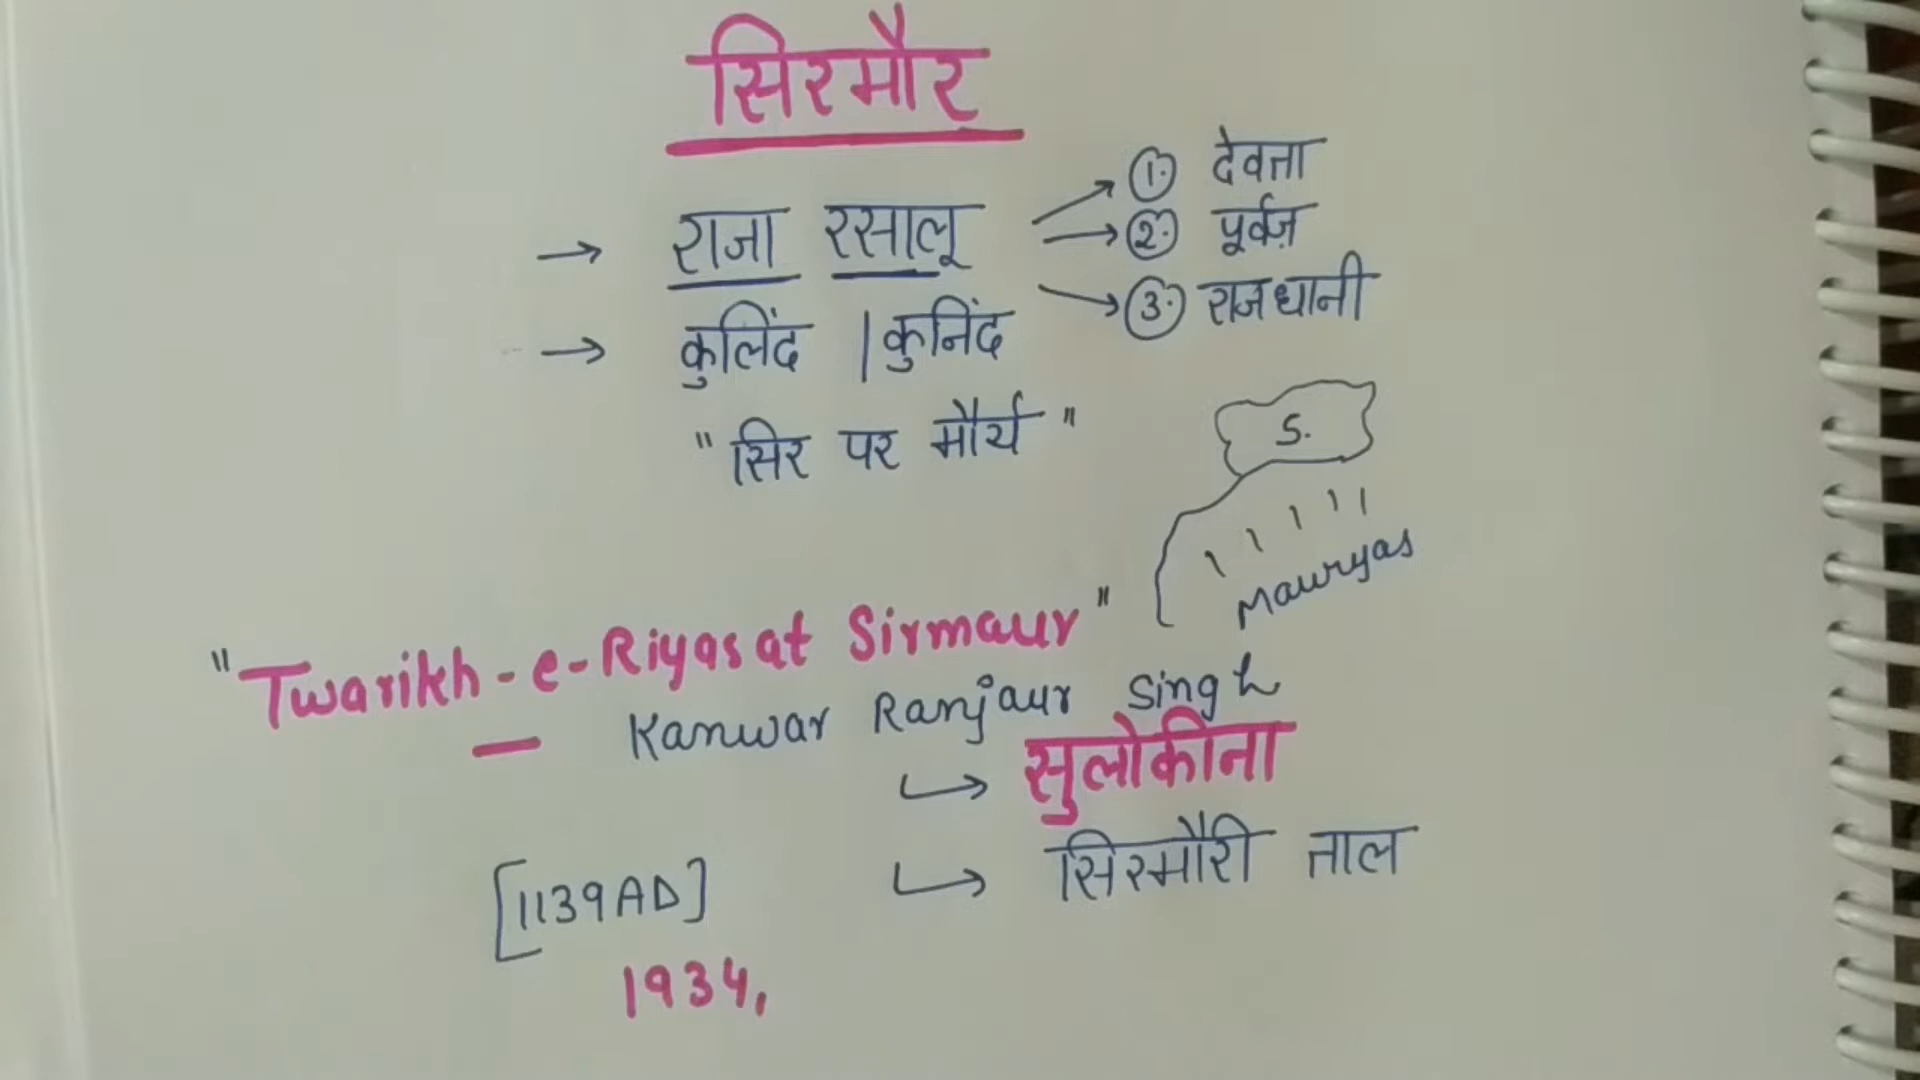 सिरमौर
→ राजा रसालू → ①. देवता
→ ②. पूर्वज़
→ ③. राजधानी
→ कुलिंद | कुनिंद
"सिर पर मौर्य"
S.
Mauryas
"Twarikh-e-Riyasat Sirmaur"
— Kanwar Ranjaur Singh
↳ सुलोकीना
[1139AD] ↳ सिरमौरी ताल
1934,